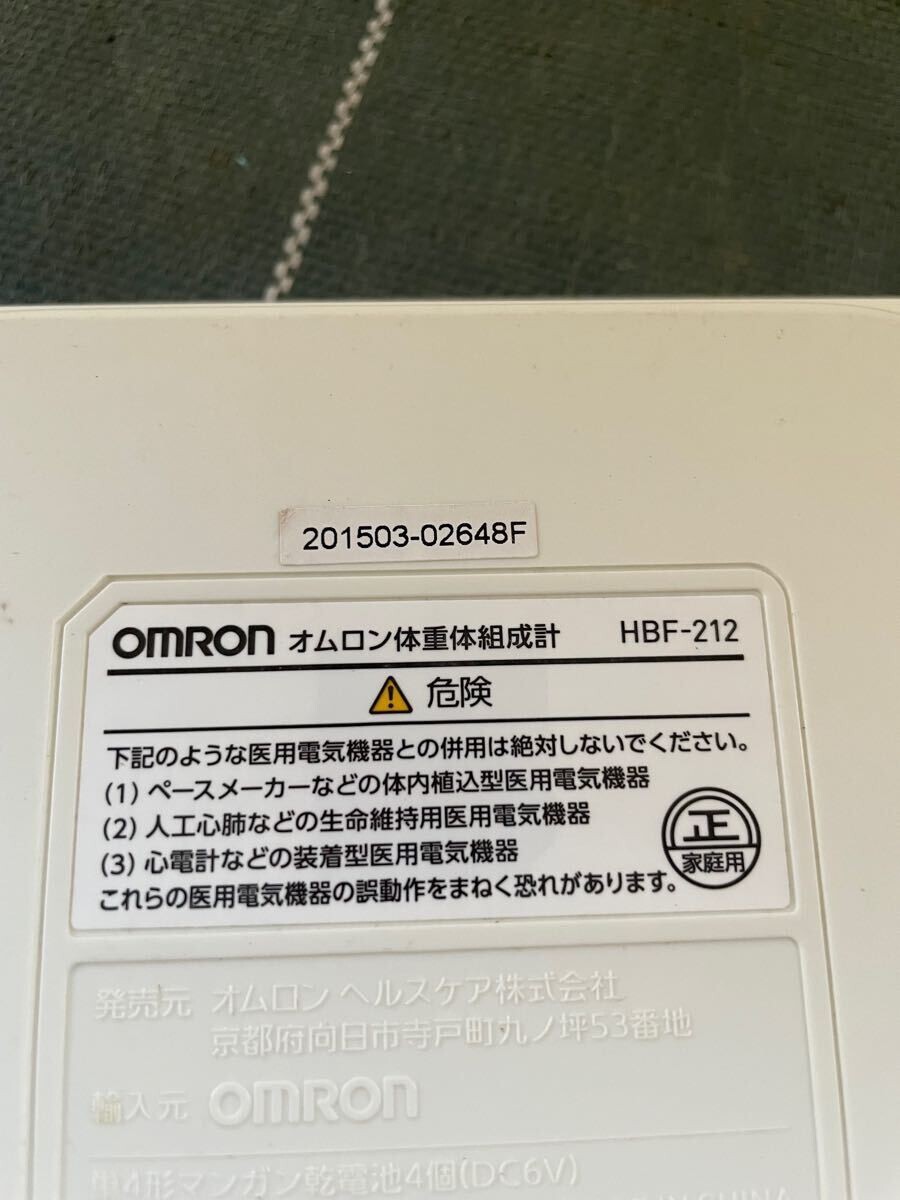 201503-02648F
OMRON オムロン体重体組成計 HBF-212
危険
下記のような医用電気機器との併用は絶対しないでください。
(1) ペースメーカーなどの体内植込型医用電気機器
(2) 人工心肺などの生命維持用医用電気機器
(3) 心電計などの装着型医用電気機器
これらの医用電気機器の誤動作をまねく恐れがあります。
正
家庭用
発売元 オムロン ヘルスケア株式会社
京都府向日市寺戸町九ノ坪53番地
輸入元 OMRON
単4形マンガン乾電池4個(DC6V)
IN CHINA